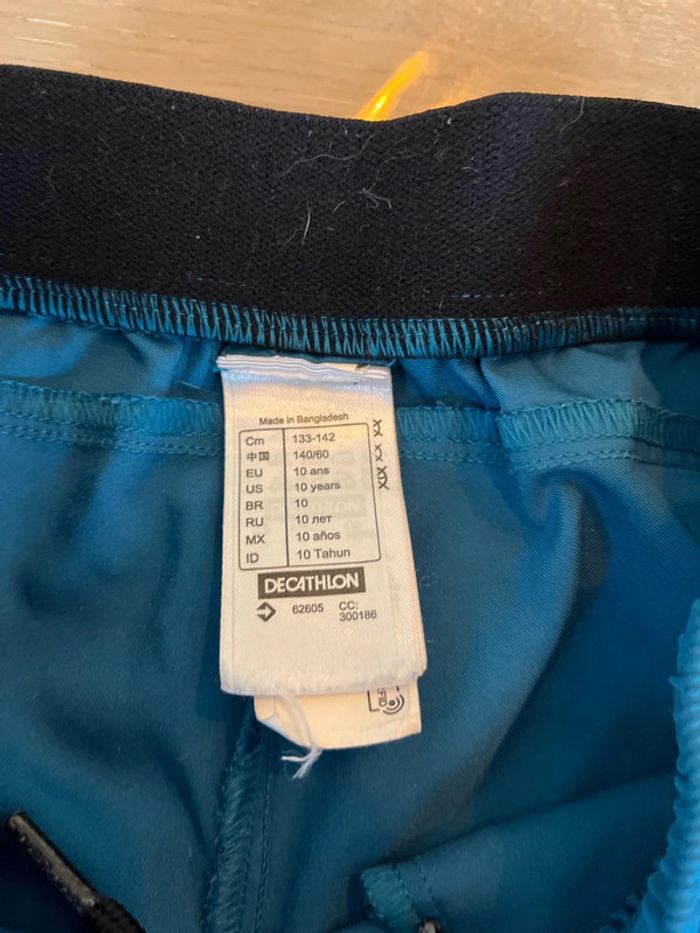 Made in Bangladesh
Cm 133-142
中国 140/60
EU 10 ans
US 10 years
BR 10
RU 10 лет
MX 10 años
ID 10 Tahun
DECATHLON
62605 CC:
300186
RFID